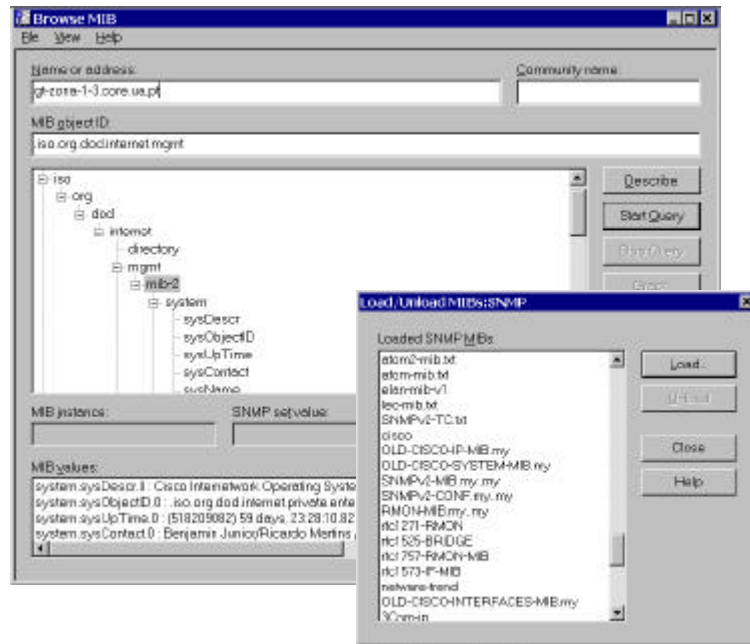 Browse MIB
File View Help
Name or address:
Community name:
gt-zona-1-3.core.ua.pt
MIB object ID:
.iso.org.dod.internet.mgmt
iso
org
dod
internet
directory
mgmt
mib-2
system
sysDescr
sysObjectID
sysUpTime
sysContact
sysName
Describe
Start Query
Stop Query
Graph
MIB instance:
SNMP set value:
MIB values:
system.sysDescr.0 : Cisco Internetwork Operating Syste
system.sysObjectID.0 : .iso.org.dod.internet.private.ente
system.sysUpTime.0 : (518209082) 59 days, 23:28:10.82
system.sysContact.0 : Benjamin Junior/Ricardo Martins
Load/Unload MIBs:SNMP
Loaded SNMP MIBs
atom2-mib.txt
atom-mib.txt
elan-mib-v1
lec-mib.txt
SNMPv2-TC.txt
cisco
OLD-CISCO-IP-MIB.my
OLD-CISCO-SYSTEM-MIB.my
SNMPv2-MIB.my.my
SNMPv2-CONF.my.my
RMON-MIB.my.my
rfc1271-RMON
rfc1525-BRIDGE
rfc1757-RMON-MIB
rfc1573-IF-MIB
netware-trend
OLD-CISCO-INTERFACES-MIB.my
Load...
Unload
Close
Help